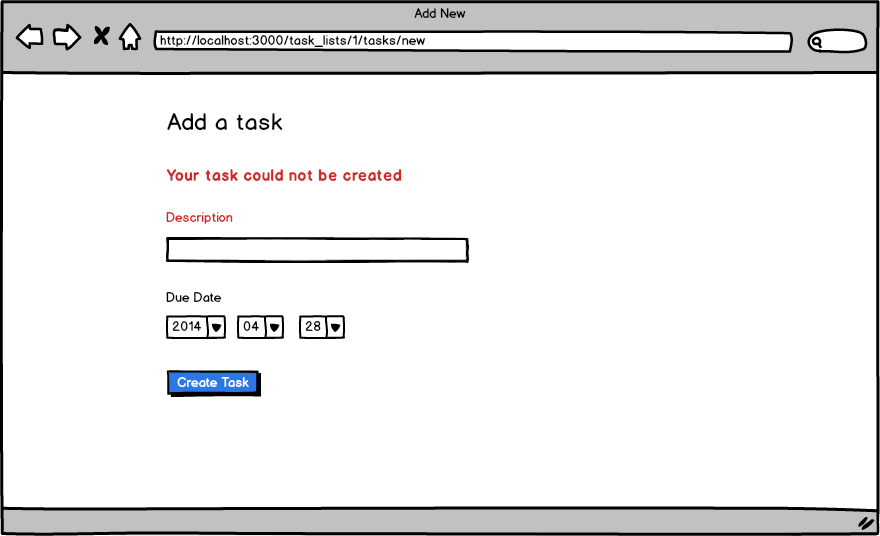 Add New
http://localhost:3000/task_lists/1/tasks/new
Add a task
Your task could not be created
Description
Due Date
2014 04 28
Create Task